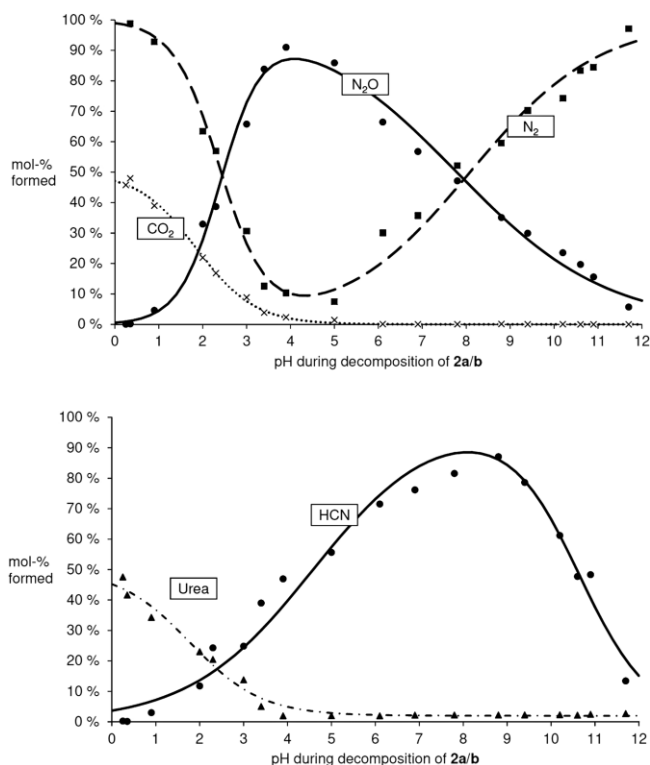 100 %
90 %
80 %
70 %
60 %
50 %
40 %
30 %
20 %
10 %
0 %
mol-%
formed
N₂O
N₂
CO₂
0 1 2 3 4 5 6 7 8 9 10 11 12
pH during decomposition of 2a/b
100 %
90 %
80 %
70 %
60 %
50 %
40 %
30 %
20 %
10 %
0 %
mol-%
formed
HCN
Urea
0 1 2 3 4 5 6 7 8 9 10 11 12
pH during decomposition of 2a/b